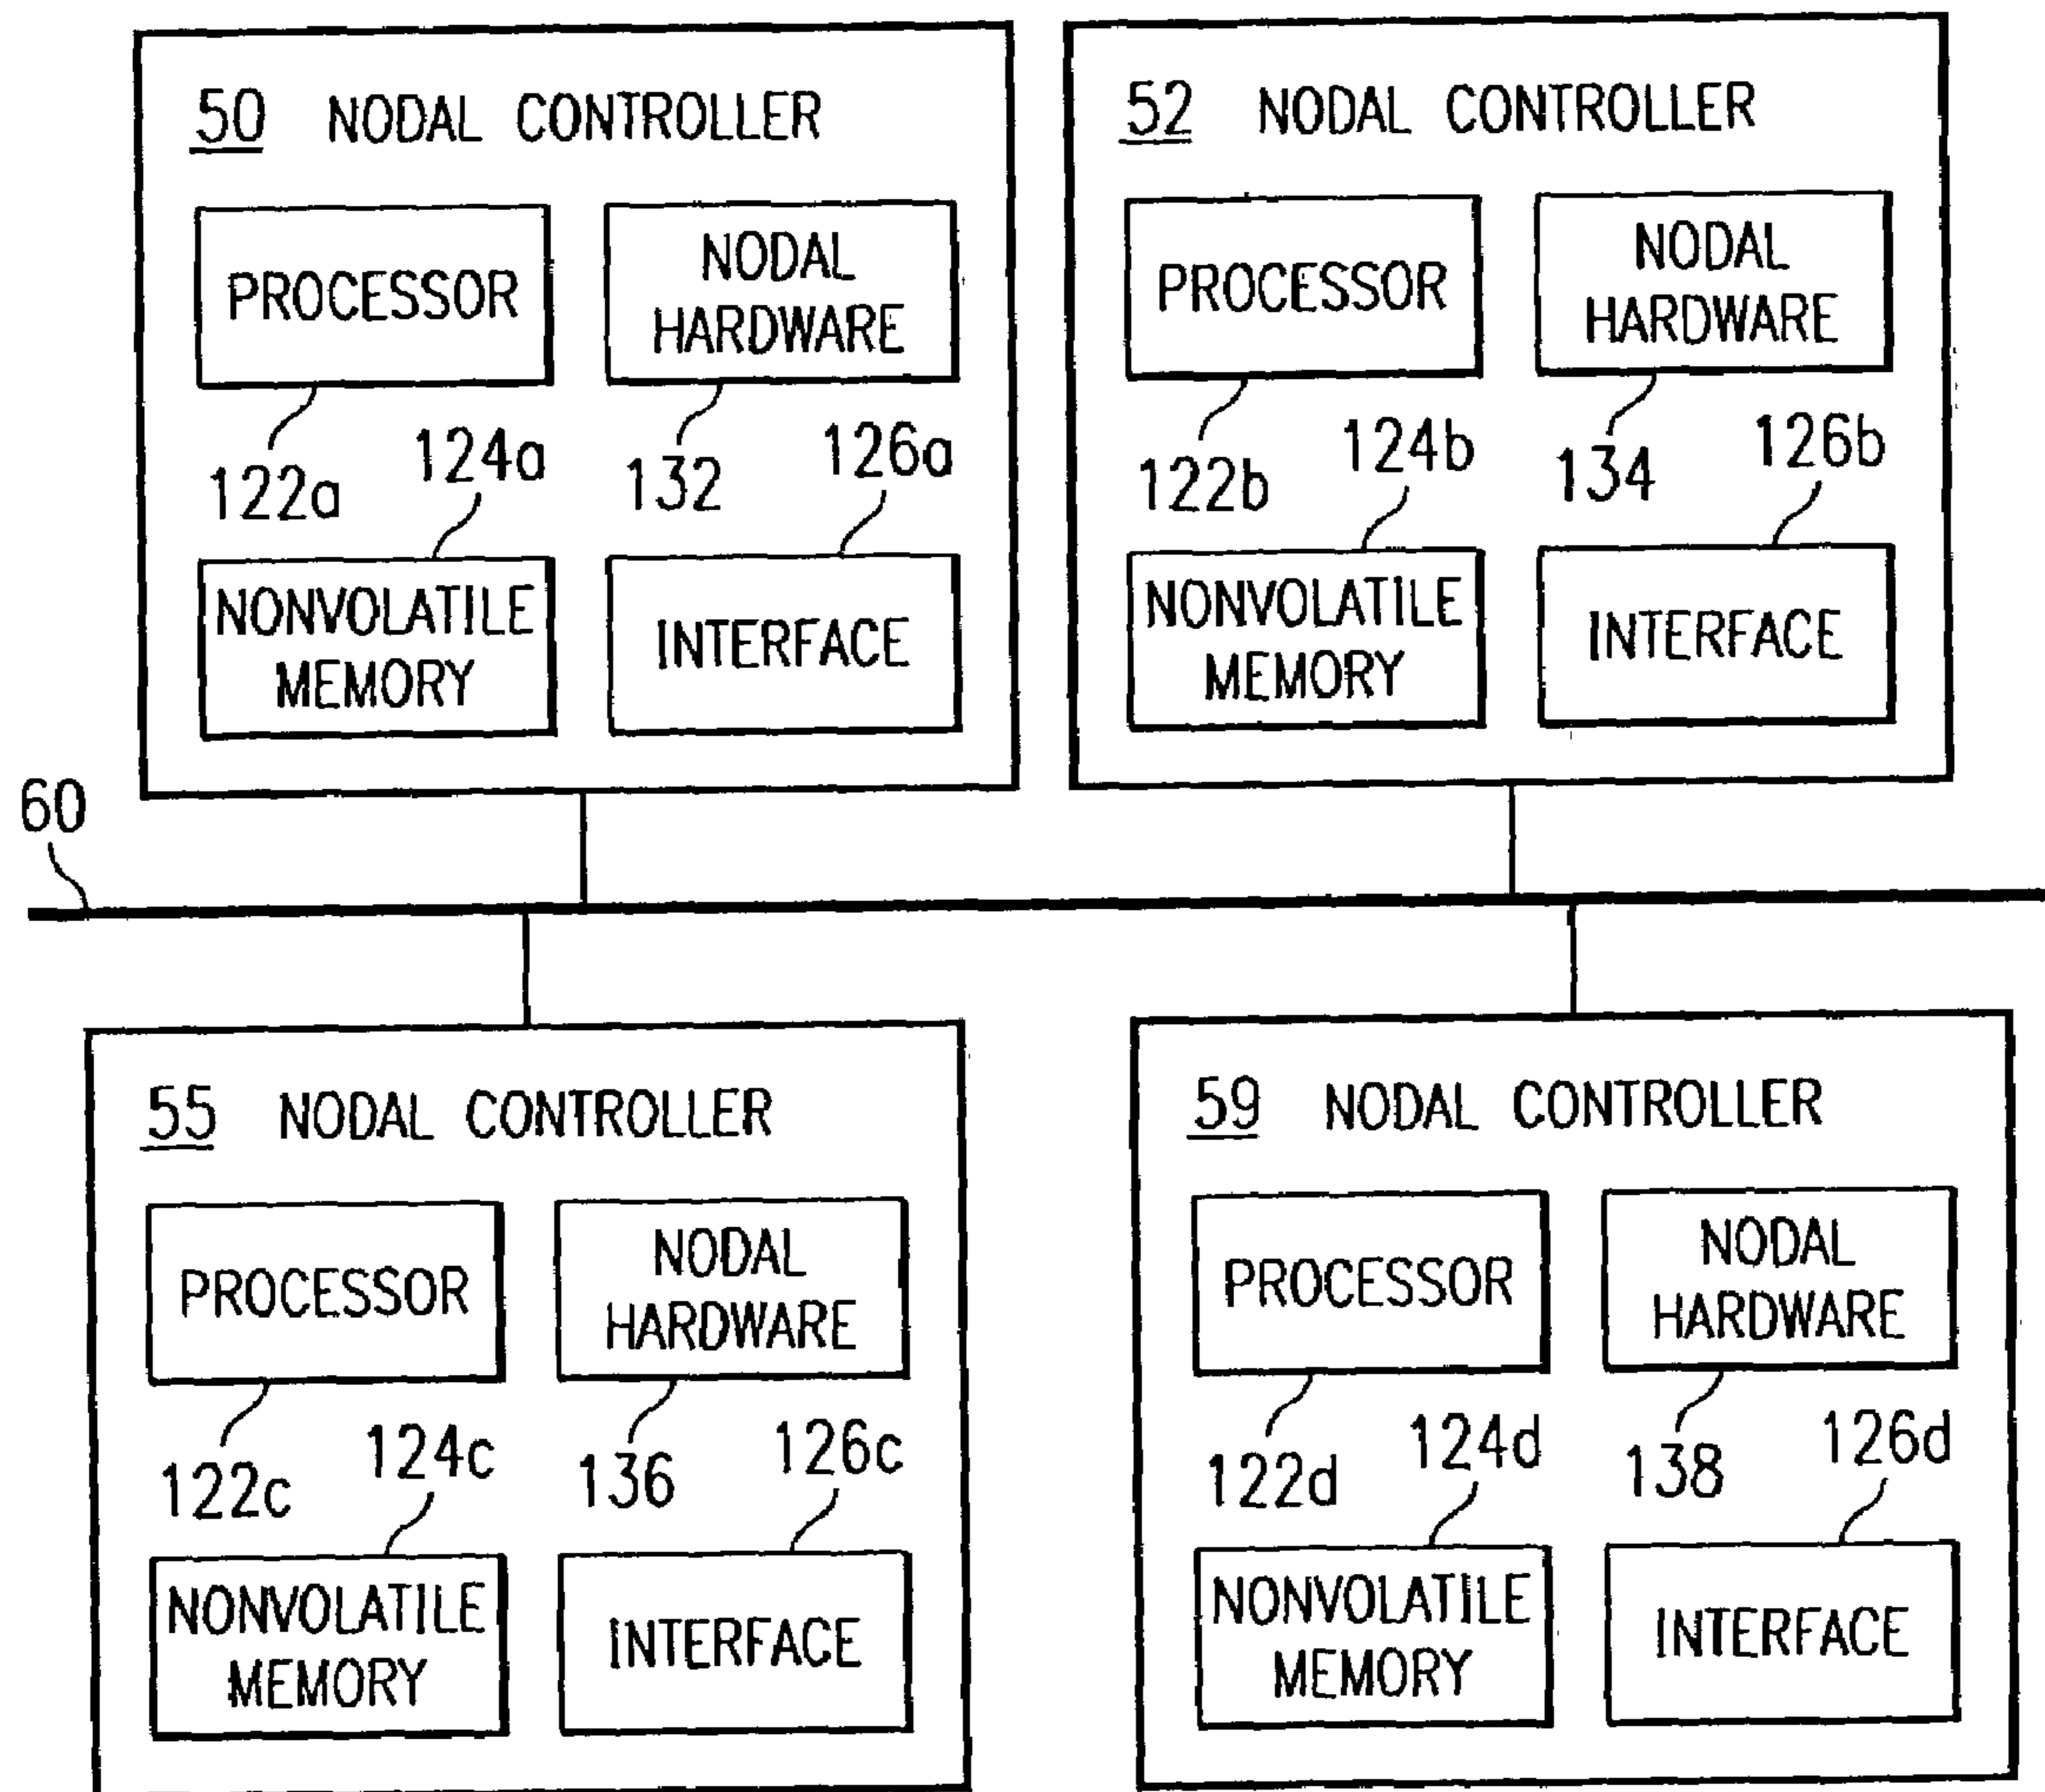 50 NODAL CONTROLLER
PROCESSOR
NODAL
HARDWARE
122a
124a
132
126a
NONVOLATILE
MEMORY
INTERFACE
52 NODAL CONTROLLER
PROCESSOR
NODAL
HARDWARE
122b
124b
134
126b
NONVOLATILE
MEMORY
INTERFACE
60
55 NODAL CONTROLLER
PROCESSOR
NODAL
HARDWARE
122c
124c
136
126c
NONVOLATILE
MEMORY
INTERFACE
59 NODAL CONTROLLER
PROCESSOR
NODAL
HARDWARE
122d
124d
138
126d
NONVOLATILE
MEMORY
INTERFACE